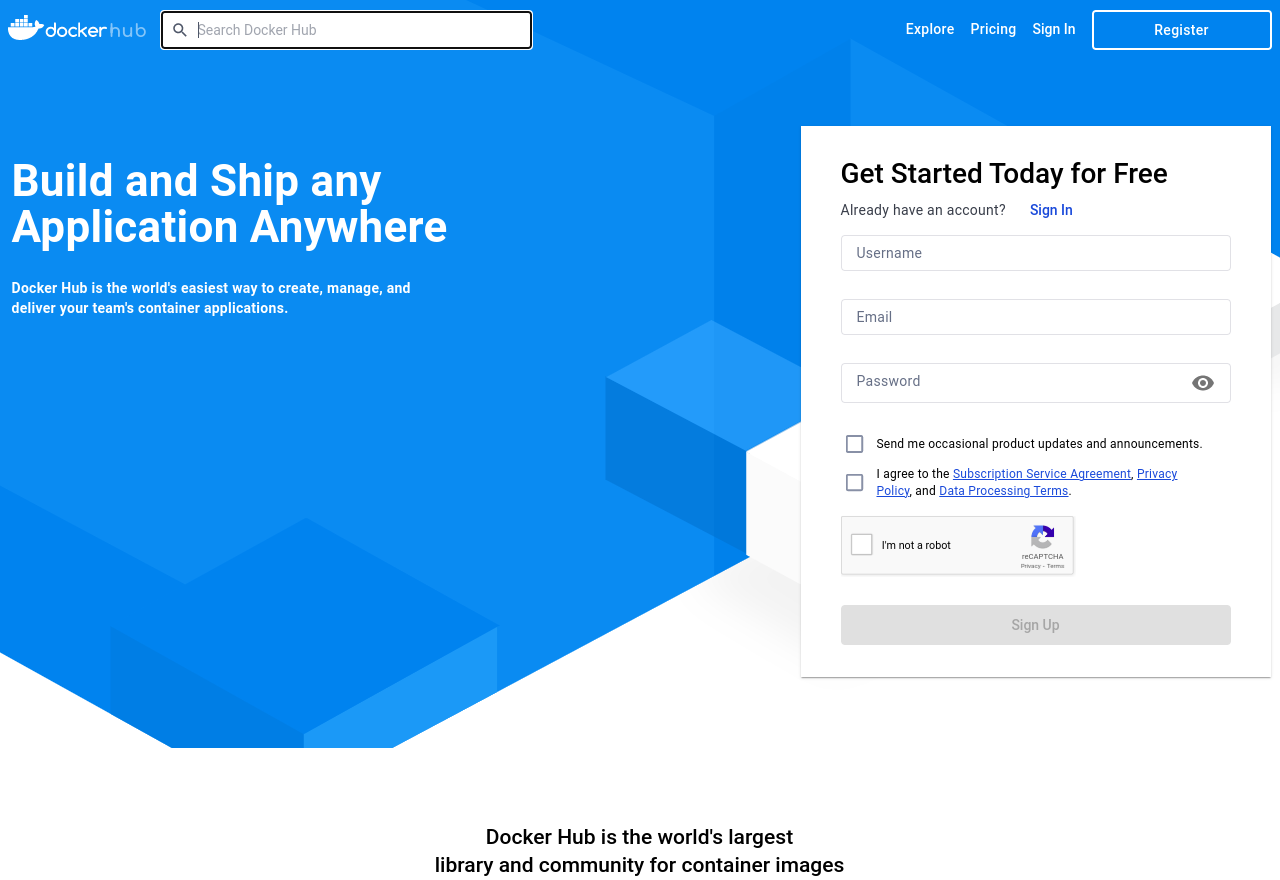 dockerhub
Search Docker Hub
Explore
Pricing
Sign In
Register
Build and Ship any
Application Anywhere
Docker Hub is the world's easiest way to create, manage, and
deliver your team's container applications.
Get Started Today for Free
Already have an account? Sign In
Username
Email
Password
Send me occasional product updates and announcements.
I agree to the Subscription Service Agreement, Privacy
Policy, and Data Processing Terms.
I'm not a robot
reCAPTCHA
Privacy - Terms
Sign Up
Docker Hub is the world's largest
library and community for container images